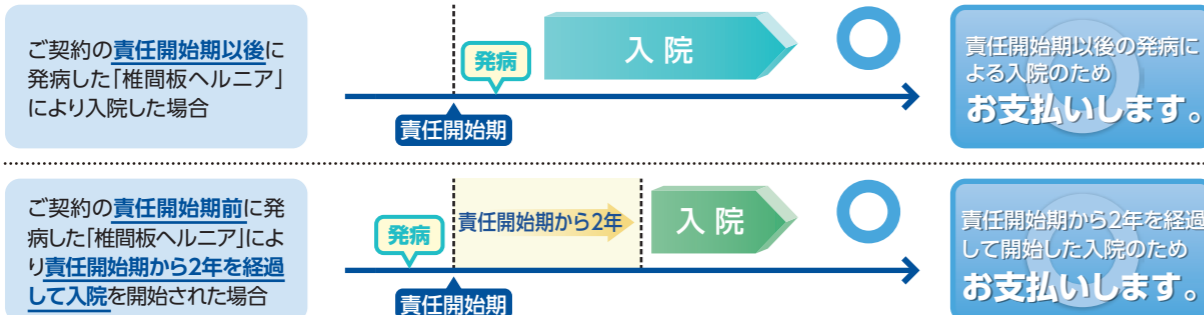 ご契約の責任開始期以後に
発病した「椎間板ヘルニア」
により入院した場合
発病
入院
責任開始期
責任開始期以後の発病に
よる入院のため
お支払いします。
ご契約の責任開始期前に発
病した「椎間板ヘルニア」によ
り責任開始期から2年を経過
して入院を開始された場合
発病
責任開始期から2年
入院
責任開始期
責任開始期から2年を経過
して開始した入院のため
お支払いします。